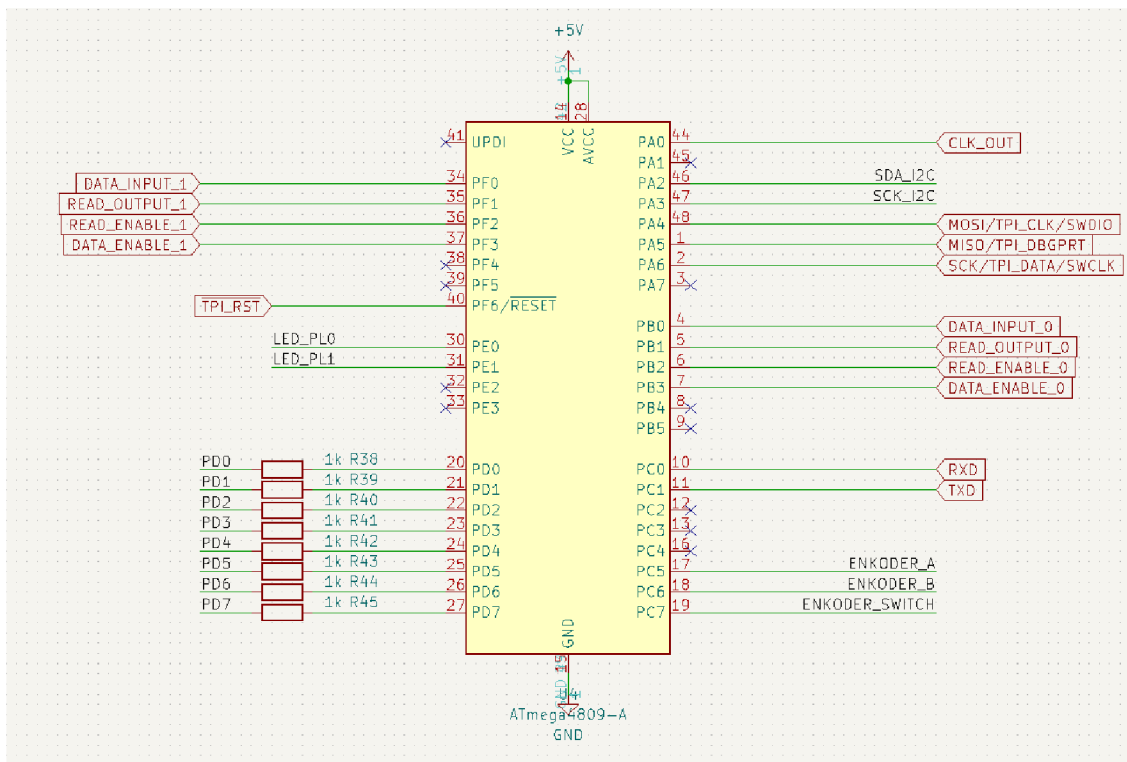 +5V
+5V
1
14
28
VCC
AVCC
41 UPDI
34 PF0
35 PF1
36 PF2
37 PF3
38 PF4
39 PF5
40 PF6/RESET
30 PE0
31 PE1
32 PE2
33 PE3
20 PD0
21 PD1
22 PD2
23 PD3
24 PD4
25 PD5
26 PD6
27 PD7
DATA_INPUT_1
READ_OUTPUT_1
READ_ENABLE_1
DATA_ENABLE_1
TPI_RST
LED_PL0
LED_PL1
PD0 1k R38
PD1 1k R39
PD2 1k R40
PD3 1k R41
PD4 1k R42
PD5 1k R43
PD6 1k R44
PD7 1k R45
PA0 44 CLK_OUT
PA1 45
PA2 46 SDA_I2C
PA3 47 SCK_I2C
PA4 48 MOSI/TPI_CLK/SWDIO
PA5 1 MISO/TPI_DBGPRT
PA6 2 SCK/TPI_DATA/SWCLK
PA7 3
PB0 4 DATA_INPUT_0
PB1 5 READ_OUTPUT_0
PB2 6 READ_ENABLE_0
PB3 7 DATA_ENABLE_0
PB4 8
PB5 9
PC0 10 RXD
PC1 11 TXD
PC2 12
PC3 13
PC4 16
PC5 17 ENKODER_A
PC6 18 ENKODER_B
PC7 19 ENKODER_SWITCH
GND
ATmega4809-A
GND